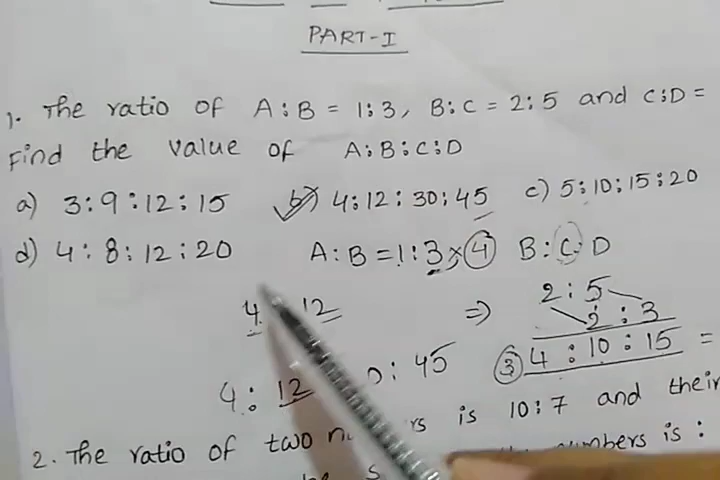 PART-I
1. The ratio of A:B = 1:3, B:C = 2:5 and C:D =
Find the value of A:B:C:D
a) 3:9:12:15 b) 4:12:30:45 c) 5:10:15:20
d) 4:8:12:20 A:B = 1:3 × 4 B:C:D
4 12 => 2:5
2:3
3 4:10:15 =
4:12 0:45
2. The ratio of two rs is 10:7 and their
numbers is: